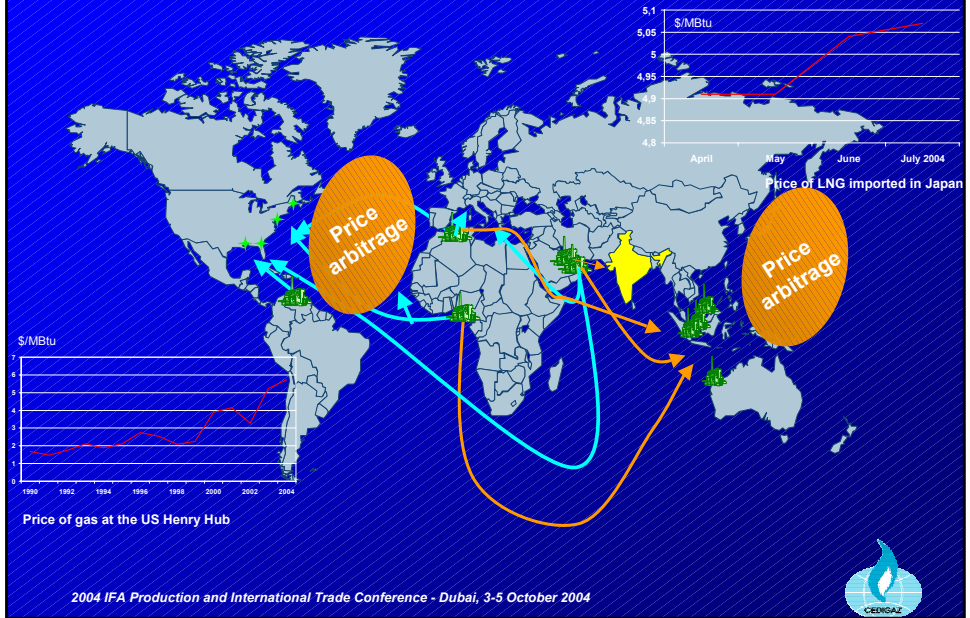 5,1
$/MBtu
5,05
5
4,95
4,9
4,85
4,8
April May June July 2004
Price of LNG imported in Japan
Price
arbitrage
Price
arbitrage
$/MBtu
7
6
5
4
3
2
1
0
1990 1992 1994 1996 1998 2000 2002 2004
Price of gas at the US Henry Hub
2004 IFA Production and International Trade Conference - Dubai, 3-5 October 2004
CEDIGAZ